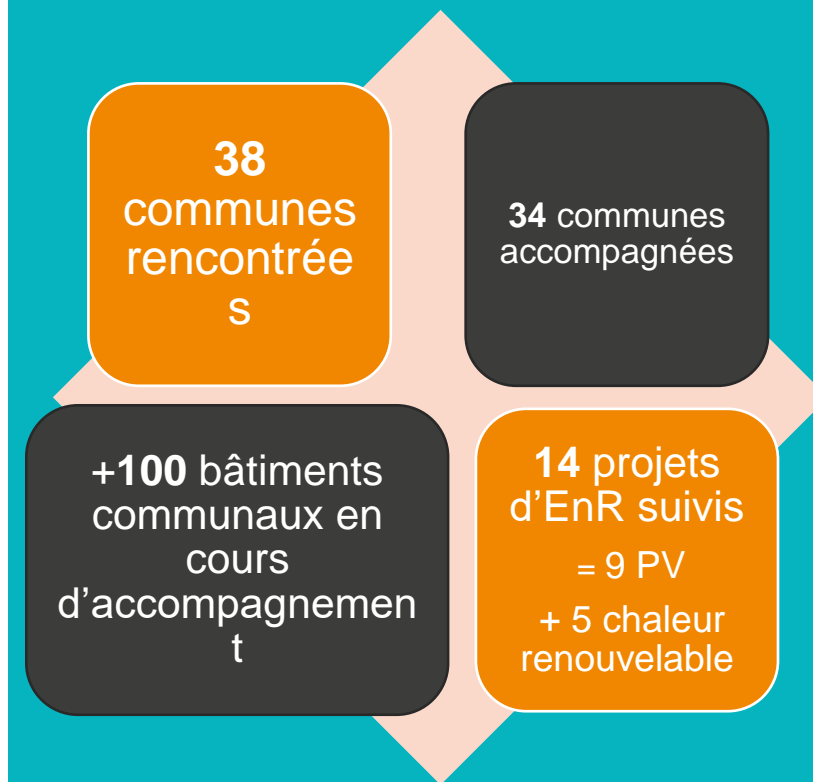 38
communes
rencontrée
s
34 communes
accompagnées
+100 bâtiments
communaux en
cours
d'accompagnemen
t
14 projets
d’EnR suivis
= 9 PV
+ 5 chaleur
renouvelable